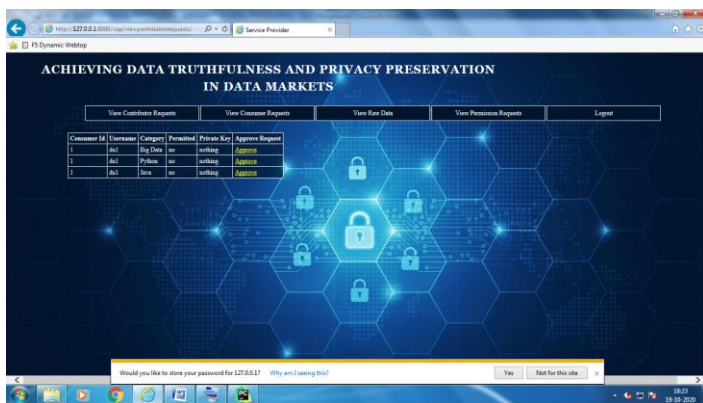 http://127.0.0.1:8000/csp/viewpermissionrequests/
Service Provider
F5 Dynamic Webtop
ACHIEVING DATA TRUTHFULNESS AND PRIVACY PRESERVATION
IN DATA MARKETS
View Contributor Requests View Consumer Requests View Raw Data View Permission Requests Logout
Consumer Id Username Category Permitted Private Key Approve Request
1 du1 Big Data no nothing Approve
1 du1 Python no nothing Approve
1 du1 Java no nothing Approve
Would you like to store your password for 127.0.0.1? Why am I seeing this? Yes Not for this site
18:23
19-10-2020